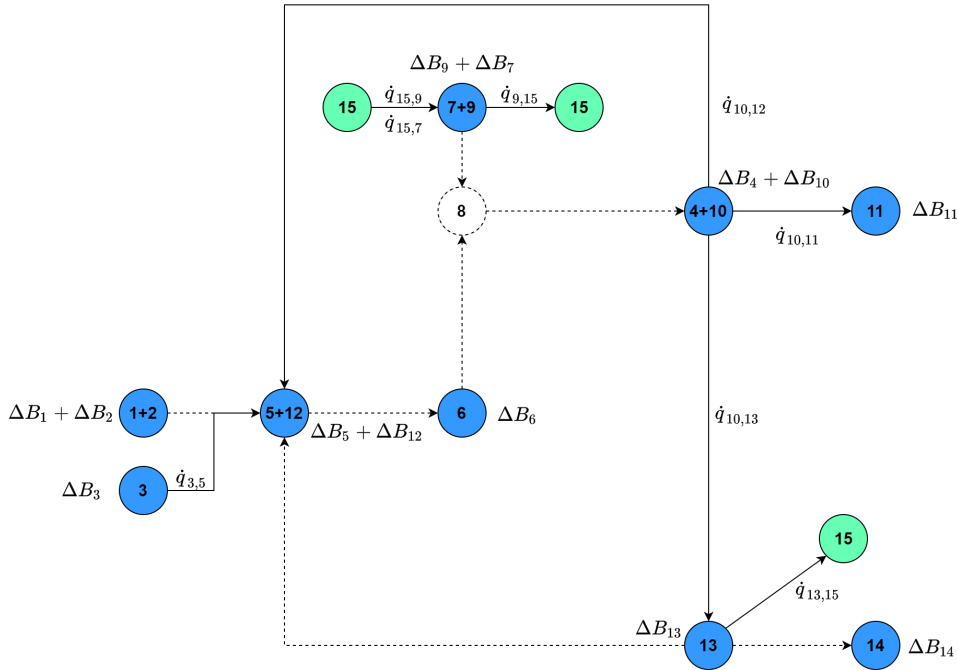 ΔB₉ + ΔB₇
15
q̇₁₅,₉
q̇₁₅,₇
7+9
q̇₉,₁₅
15
q̇₁₀,₁₂
8
ΔB₄ + ΔB₁₀
4+10
q̇₁₀,₁₁
11
ΔB₁₁
ΔB₁ + ΔB₂
1+2
5+12
ΔB₅ + ΔB₁₂
6
ΔB₆
q̇₁₀,₁₃
ΔB₃
3
q̇₃,₅
15
q̇₁₃,₁₅
ΔB₁₃
13
14
ΔB₁₄